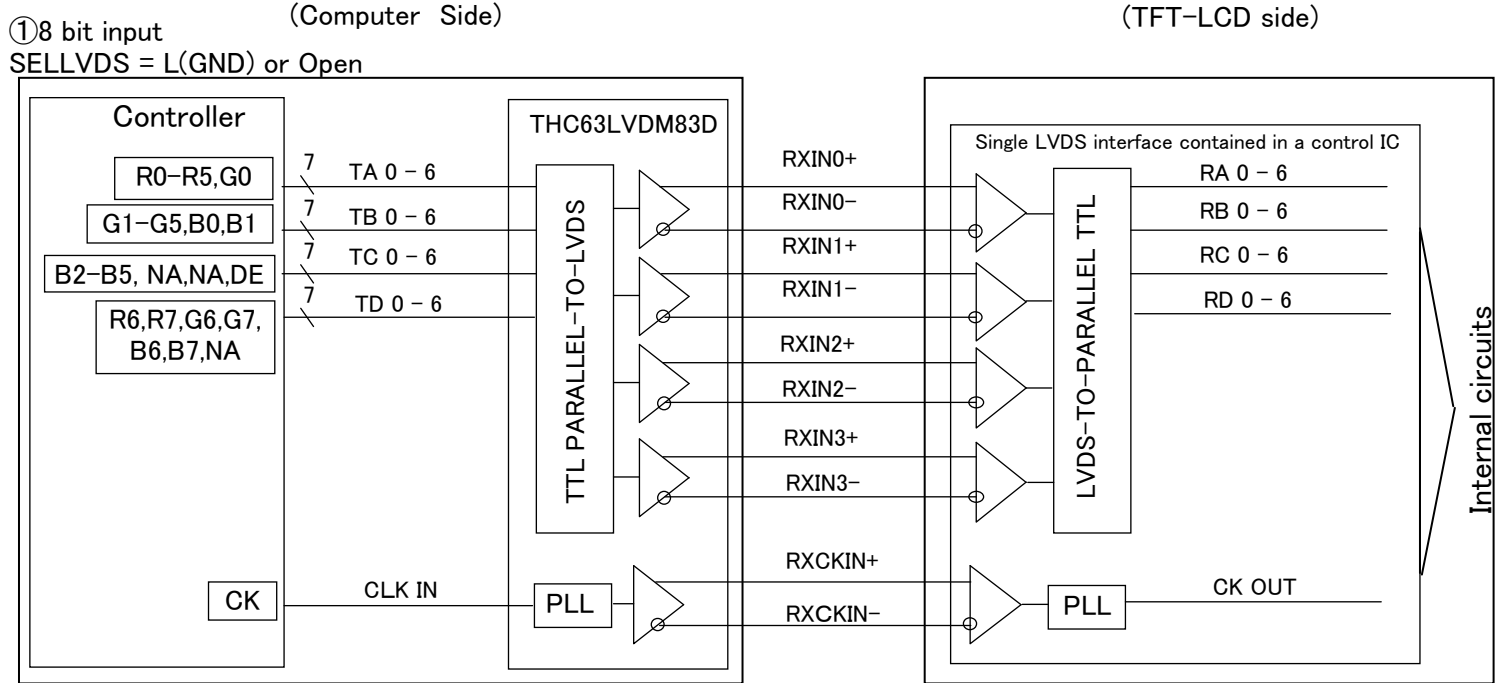 (Computer Side)
(TFT-LCD side)
①8 bit input
SELLVDS = L(GND) or Open
Controller
R0-R5,G0
G1-G5,B0,B1
B2-B5, NA,NA,DE
R6,R7,G6,G7,
B6,B7,NA
CK
7
TA 0 - 6
7
TB 0 - 6
7
TC 0 - 6
7
TD 0 - 6
CLK IN
THC63LVDM83D
TTL PARALLEL-TO-LVDS
PLL
RXIN0+
RXIN0-
RXIN1+
RXIN1-
RXIN2+
RXIN2-
RXIN3+
RXIN3-
RXCKIN+
RXCKIN-
Single LVDS interface contained in a control IC
LVDS-TO-PARALLEL TTL
PLL
RA 0 - 6
RB 0 - 6
RC 0 - 6
RD 0 - 6
CK OUT
Internal circuits